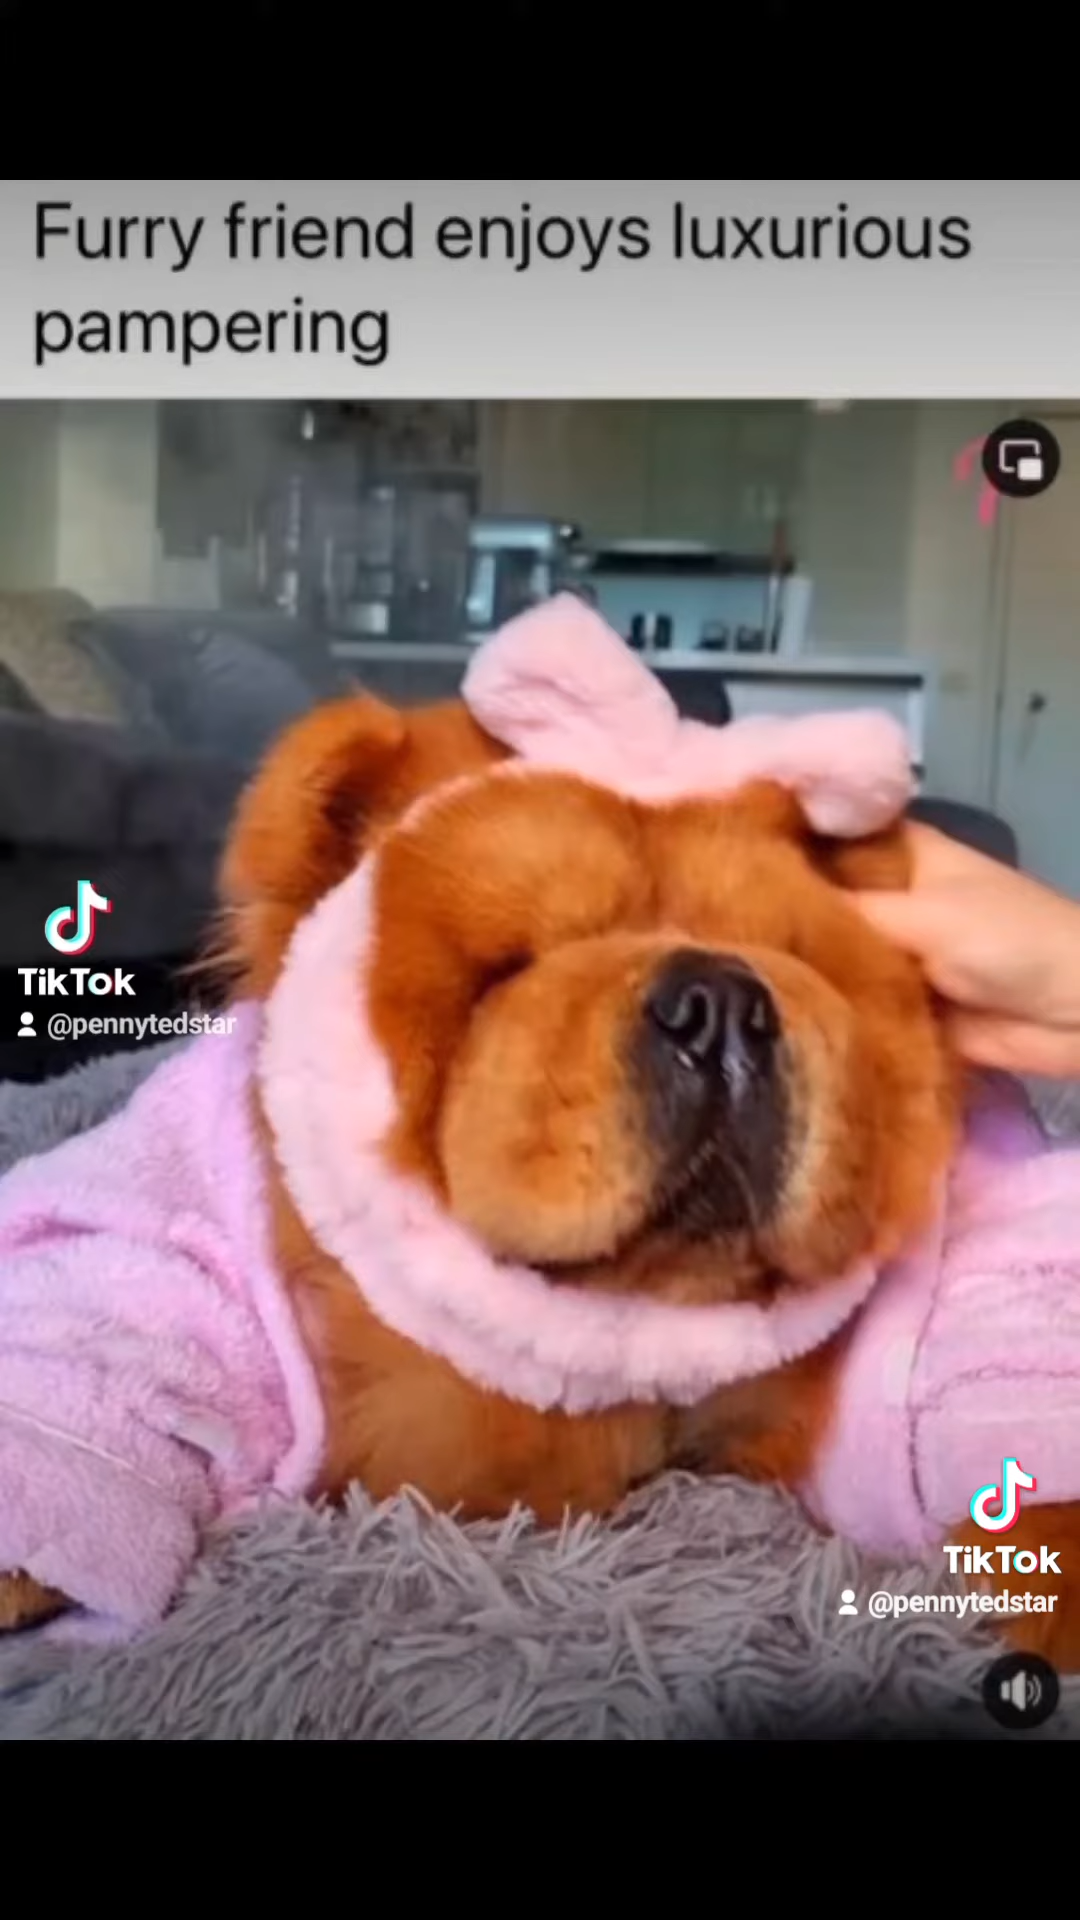 Furry friend enjoys luxurious
pampering
TikTok
@pennytedstar
TikTok
@pennytedstar